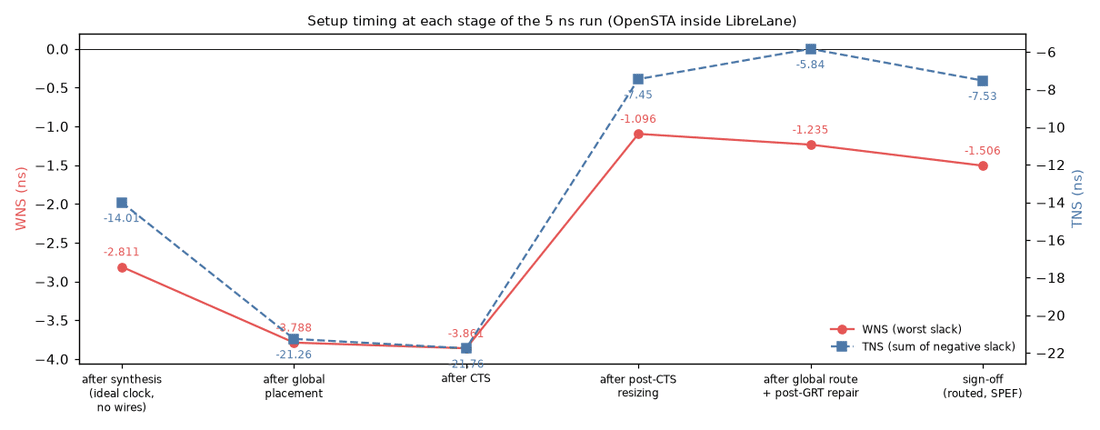 Setup timing at each stage of the 5 ns run (OpenSTA inside LibreLane)
WNS (ns)
0.0
−0.5
−1.0
−1.5
−2.0
−2.5
−3.0
−3.5
−4.0
-14.01
-2.811
-3.788
-21.26
-3.861
-21.76
-7.45
-1.096
-5.84
-1.235
-7.53
-1.506
−6
−8
−10
−12
−14
−16
−18
−20
−22
TNS (ns)
WNS (worst slack)
TNS (sum of negative slack)
after synthesis
(ideal clock,
no wires)
after global
placement
after CTS
after post-CTS
resizing
after global route
+ post-GRT repair
sign-off
(routed, SPEF)